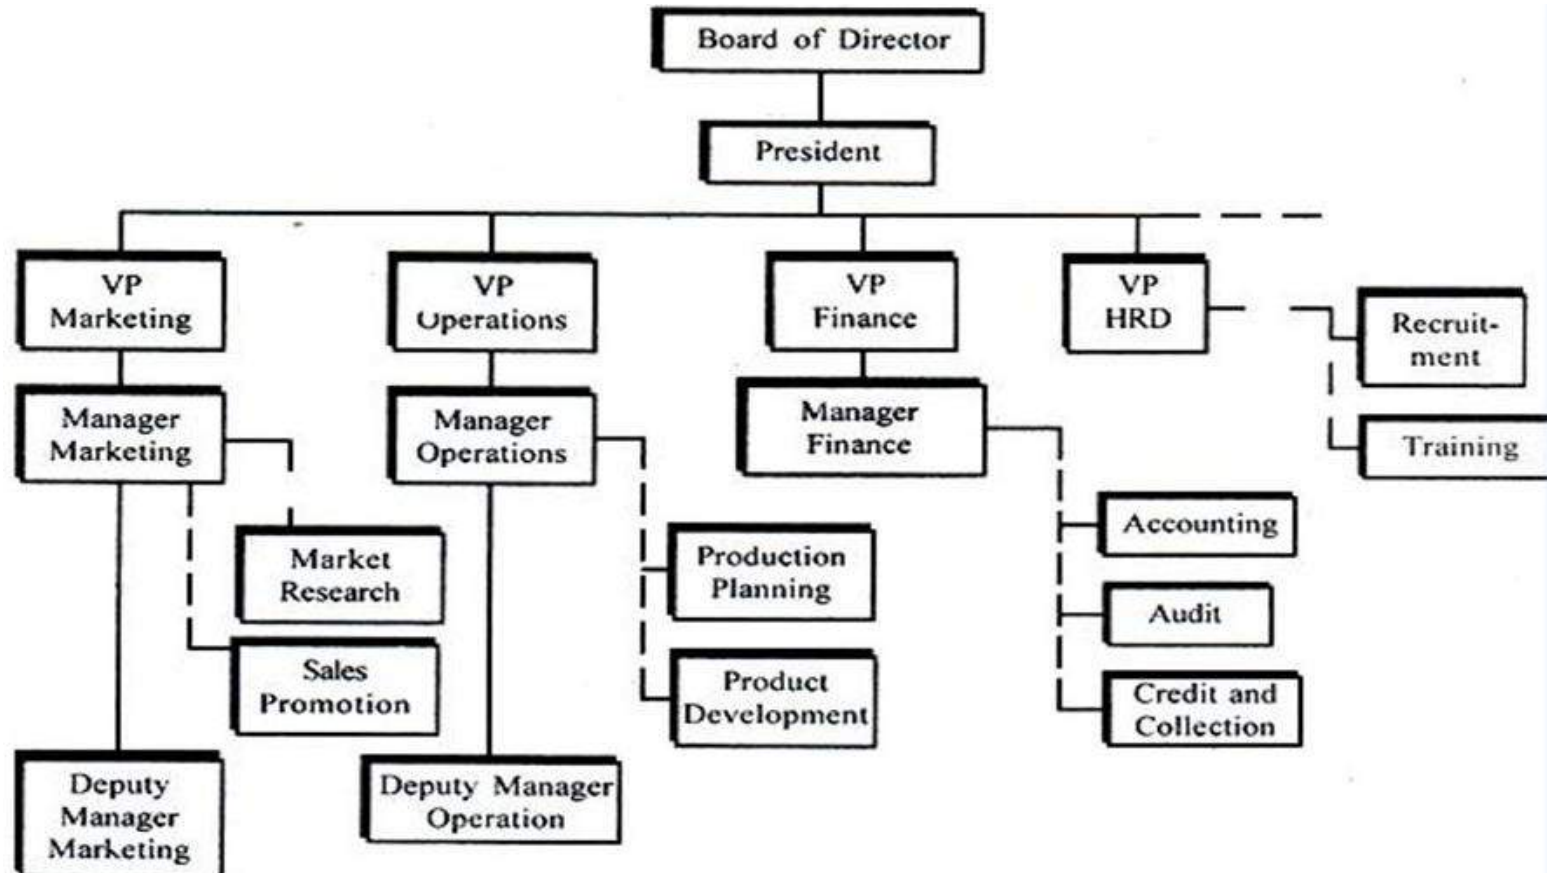 Board of Director
President
VP
Marketing
VP
Operations
VP
Finance
VP
HRD
Recruit-
ment
Training
Manager
Marketing
Manager
Operations
Manager
Finance
Market
Research
Sales
Promotion
Production
Planning
Product
Development
Accounting
Audit
Credit and
Collection
Deputy
Manager
Marketing
Deputy Manager
Operation